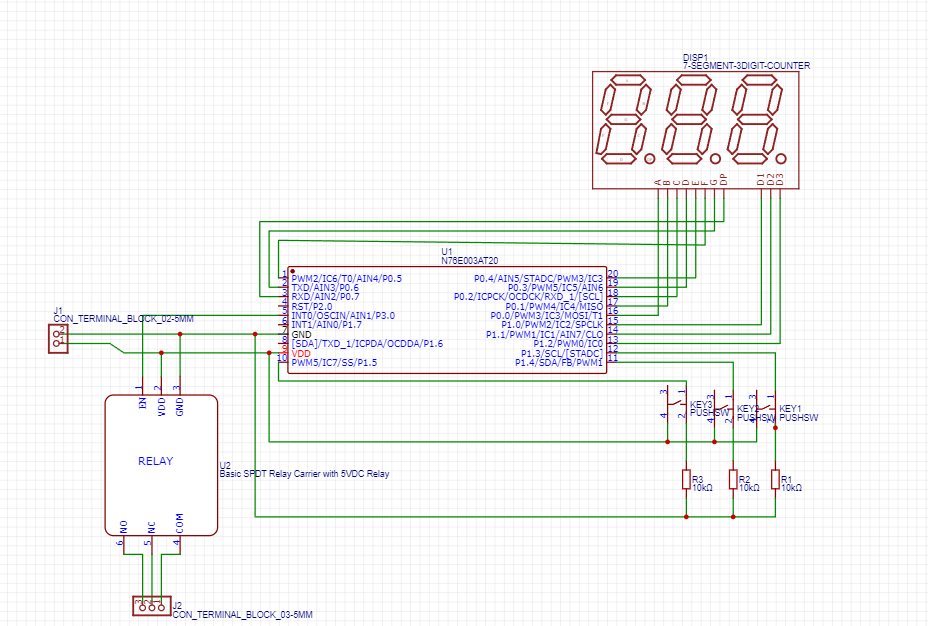 DISP1
7-SEGMENT-3DIGIT-COUNTER
A B C D E F G DP D1 D2 D3
U1
N76E003AT20
1 PWM2/IC6/T0/AIN4/P0.5 P0.4/AIN5/STADC/PWM3/IC3 20
2 TXD/AIN3/P0.6 P0.3/PWM5/IC5/AIN6 19
3 RXD/AIN2/P0.7 P0.2/ICPCK/OCDCK/RXD_1/[SCL] 18
4 RST/P2.0 P0.1/PWM4/IC4/MISO 17
5 INT0/OSCIN/AIN1/P3.0 P0.0/PWM3/IC3/MOSI/T1 16
6 INT1/AIN0/P1.7 P1.0/PWM2/IC2/SPCLK 15
7 GND P1.1/PWM1/IC1/AIN7/CLO 14
8 [SDA]/TXD_1/ICPDA/OCDDA/P1.6 P1.2/PWM0/IC0 13
9 VDD P1.3/SCL/[STADC] 12
10 PWM5/IC7/SS/P1.5 P1.4/SDA/FB/PWM1 11
J1
CON_TERMINAL_BLOCK_02-5MM
2
1
1 2 3
EN VDD GND
RELAY
U2
Basic SPDT Relay Carrier with 5VDC Relay
NO NC COM
6 5 4
3 2 1
J2
CON_TERMINAL_BLOCK_03-5MM
3 1 3 1 3 1
KEY3
PUSHSW
KEY2
PUSHSW
KEY1
PUSHSW
4 2 4 2 4 2
R3
10kΩ
R2
10kΩ
R1
10kΩ